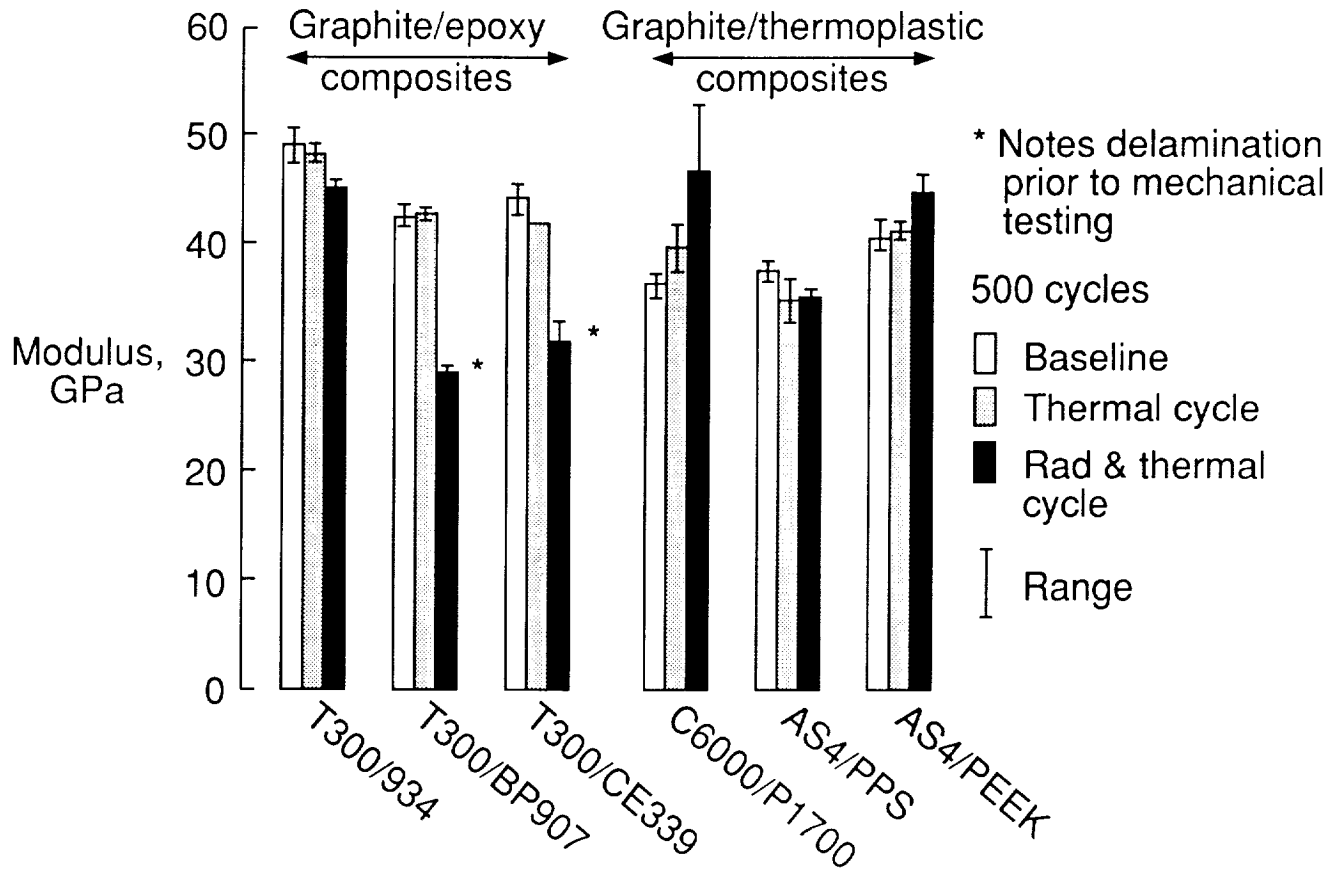 Graphite/epoxy
composites
Graphite/thermoplastic
composites
60
50
40
30
20
10
0
Modulus,
GPa
* Notes delamination
prior to mechanical
testing
500 cycles
Baseline
Thermal cycle
Rad & thermal
cycle
Range
*
*
T300/934
T300/BP907
T300/CE339
C6000/P1700
AS4/PPS
AS4/PEEK